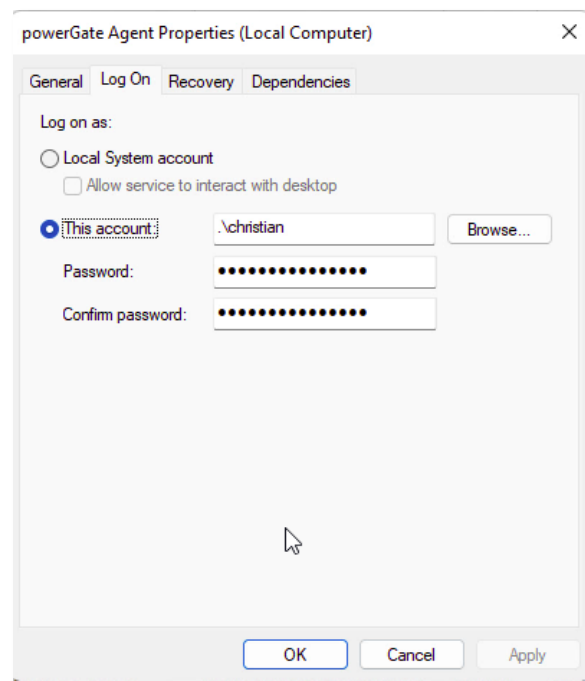 powerGate Agent Properties (Local Computer)
General Log On Recovery Dependencies
Log on as:
Local System account
Allow service to interact with desktop
This account: .\christian Browse...
Password: •••••••••••••••
Confirm password: •••••••••••••••
OK Cancel Apply